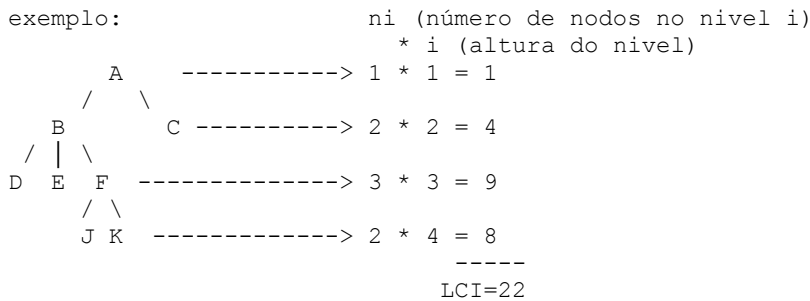 exemplo: ni (número de nodos no nivel i)
* i (altura do nivel)
A -----------> 1 * 1 = 1
/ \
B C ----------> 2 * 2 = 4
/ | \
D E F --------------> 3 * 3 = 9
/ \
J K -------------> 2 * 4 = 8
-----
LCI=22